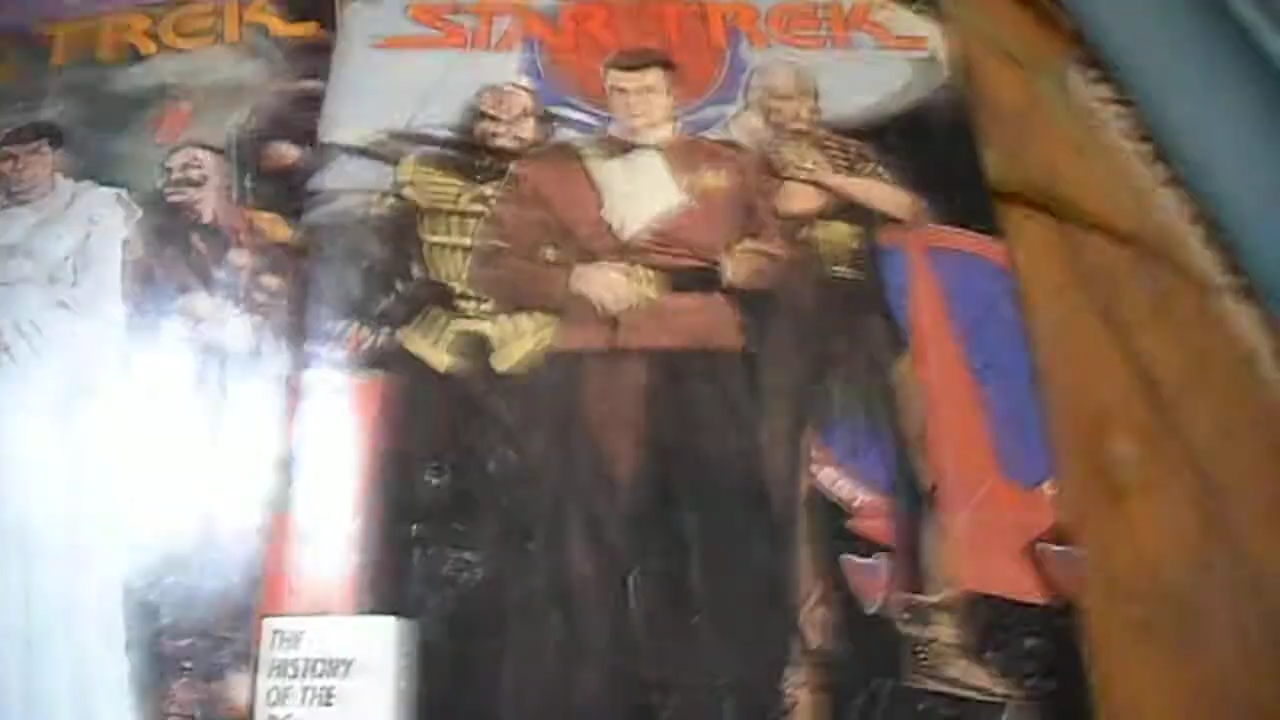 TREK
STAR TREK
THE
HISTORY
OF THE